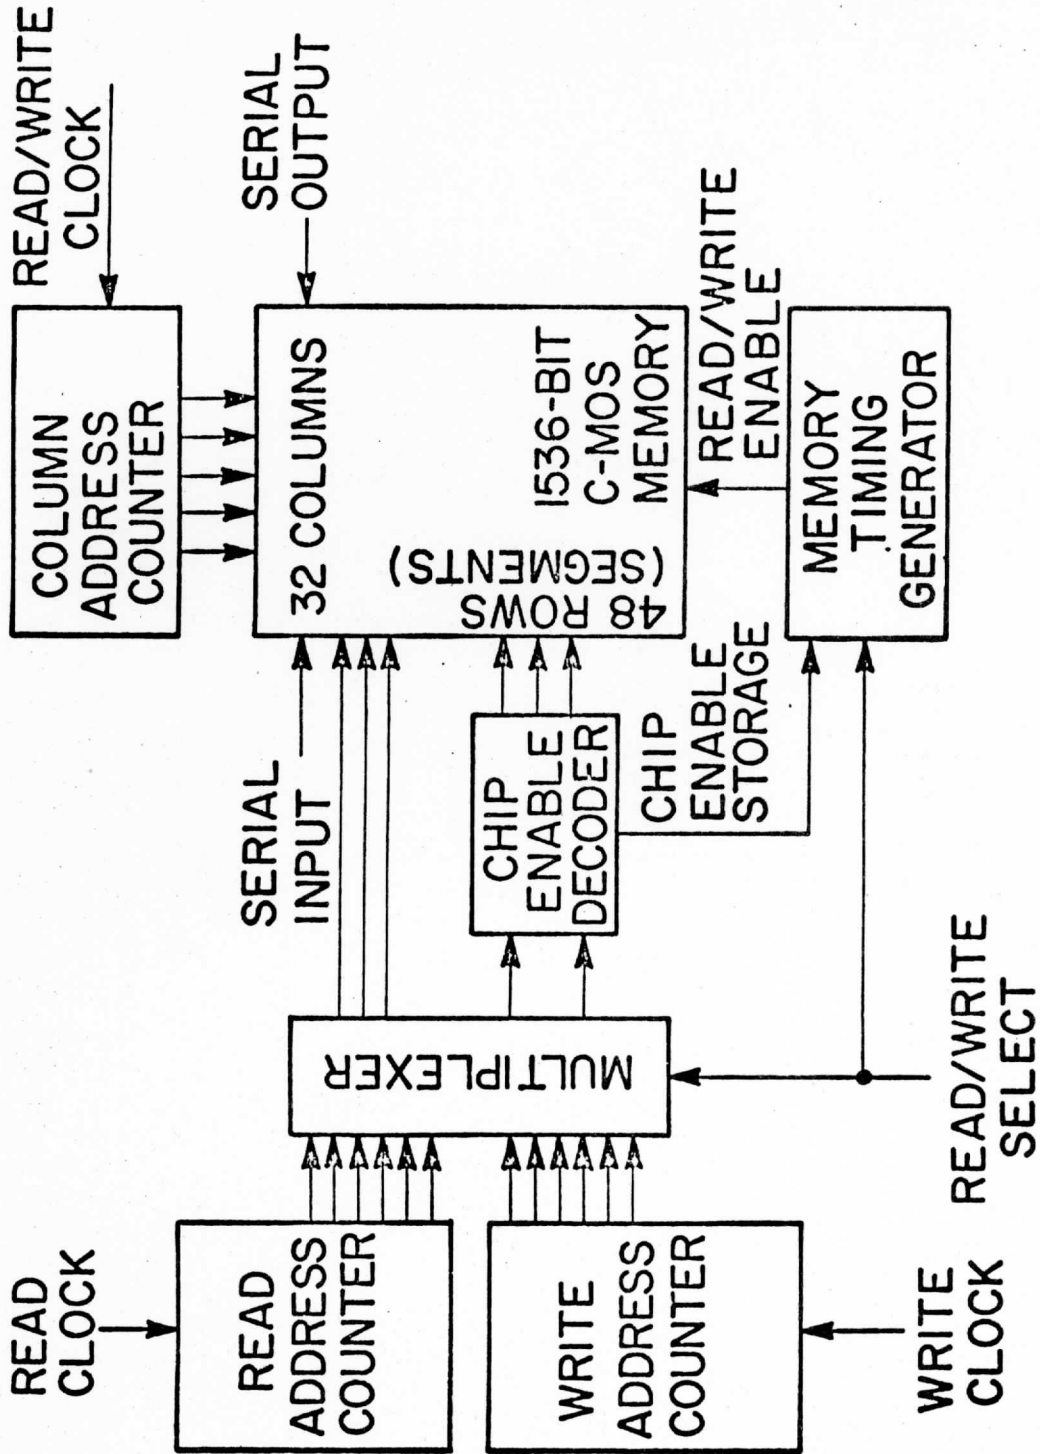 READ
CLOCK
READ
ADDRESS
COUNTER
WRITE
ADDRESS
COUNTER
WRITE
CLOCK
MULTIPLEXER
READ/WRITE
SELECT
SERIAL
INPUT
CHIP
ENABLE
DECODER
CHIP
ENABLE
STORAGE
COLUMN
ADDRESS
COUNTER
READ/WRITE
CLOCK
32 COLUMNS
48 ROWS
(SEGMENTS)
1536-BIT
C-MOS
MEMORY
SERIAL
OUTPUT
READ/WRITE
ENABLE
MEMORY
TIMING
GENERATOR